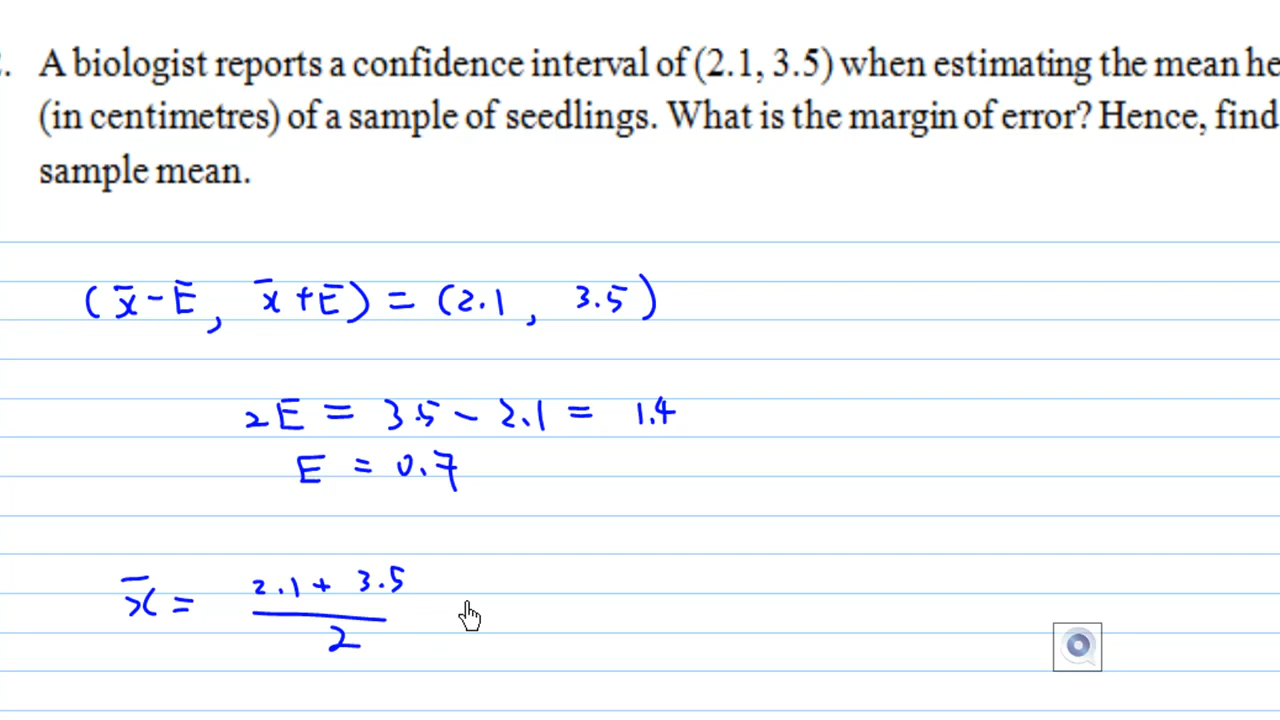 . A biologist reports a confidence interval of (2.1, 3.5) when estimating the mean he
(in centimetres) of a sample of seedlings. What is the margin of error? Hence, find
sample mean.
(x̄ - E, x̄ + E) = (2.1, 3.5)
2E = 3.5 - 2.1 = 1.4
E = 0.7
x̄ = (2.1 + 3.5) / 2